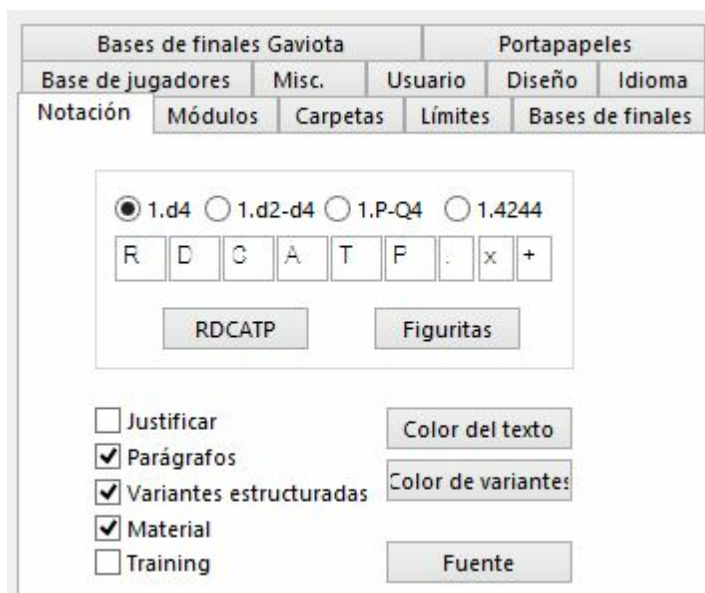 Bases de finales Gaviota Portapapeles
Base de jugadores Misc. Usuario Diseño Idioma
Notación Módulos Carpetas Límites Bases de finales
1.d4 1.d2-d4 1.P-Q4 1.4244
R D C A T P . x +
RDCATP Figuritas
Justificar
Color del texto
Parágrafos
Color de variantes
Variantes estructuradas
Material
Training Fuente